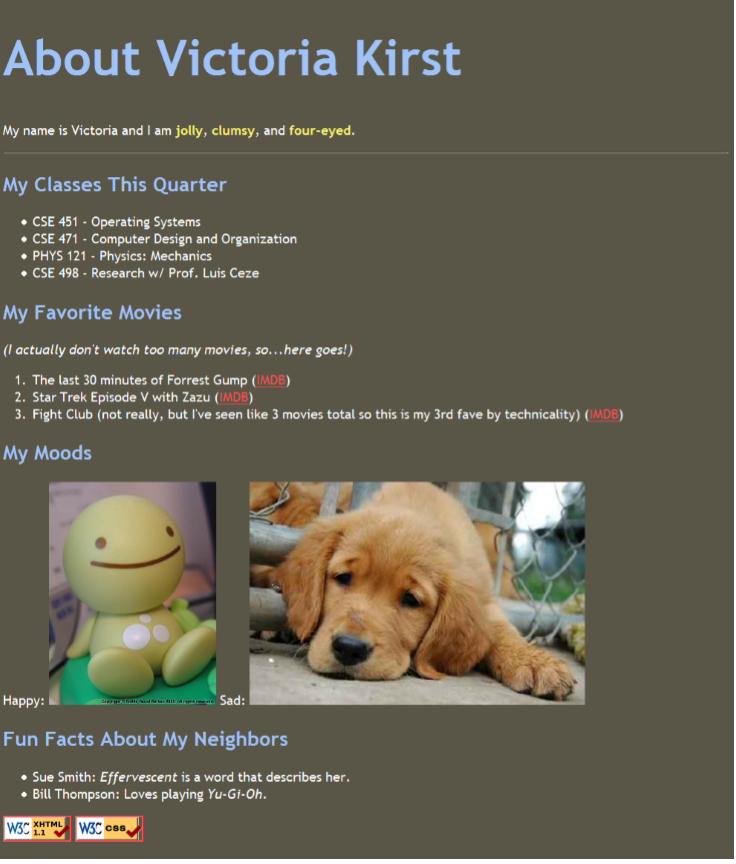 About Victoria Kirst
My name is Victoria and I am jolly, clumsy, and four-eyed.
My Classes This Quarter
• CSE 451 - Operating Systems
• CSE 471 - Computer Design and Organization
• PHYS 121 - Physics: Mechanics
• CSE 498 - Research w/ Prof. Luis Ceze
My Favorite Movies
(I actually don't watch too many movies, so...here goes!)
1. The last 30 minutes of Forrest Gump (IMDB)
2. Star Trek Episode V with Zazu (IMDB)
3. Fight Club (not really, but I've seen like 3 movies total so this is my 3rd fave by technicality) (IMDB)
My Moods
Happy: Sad:
Fun Facts About My Neighbors
• Sue Smith: Effervescent is a word that describes her.
• Bill Thompson: Loves playing Yu-Gi-Oh.
W3C XHTML 1.1 W3C CSS